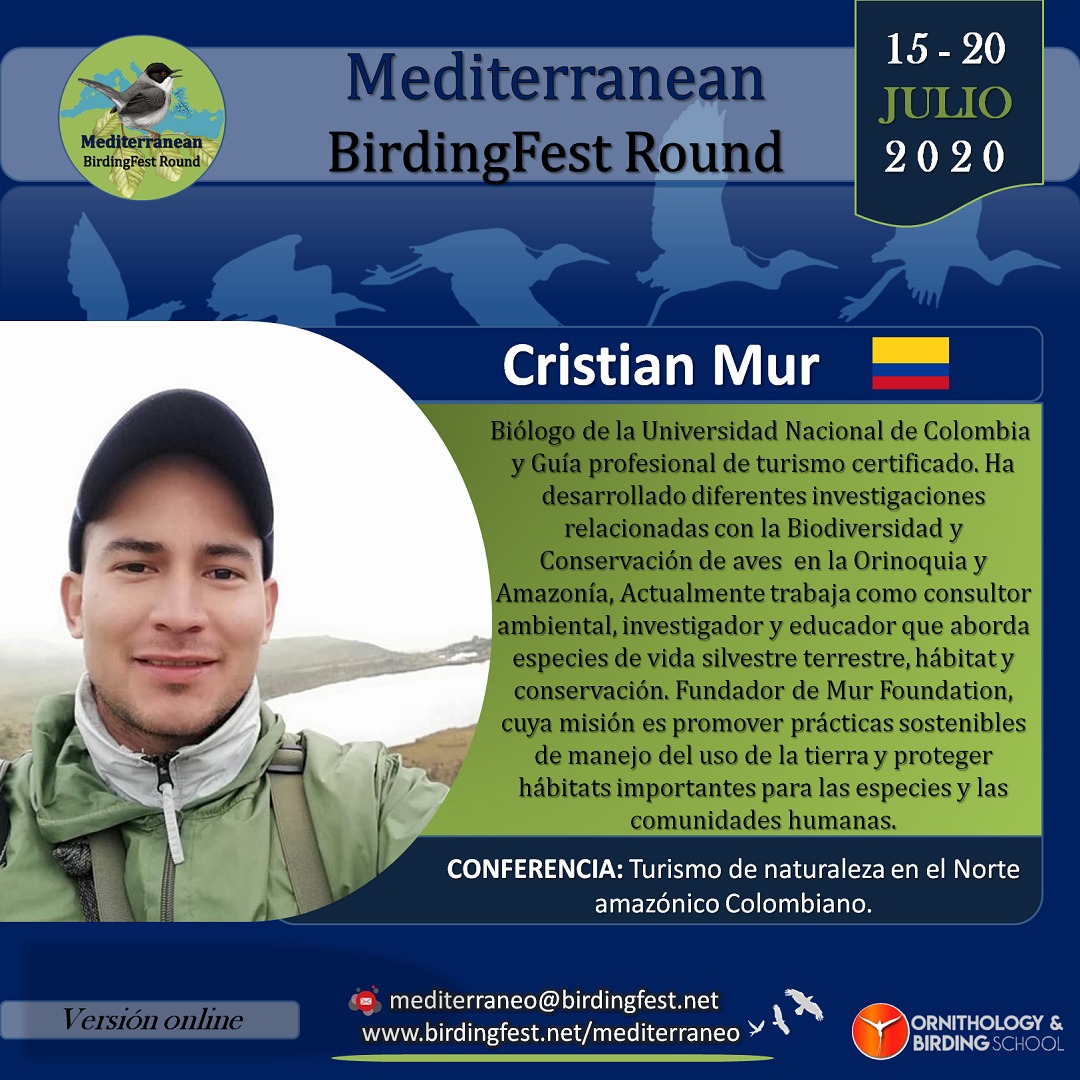 Mediterranean
BirdingFest Round
Mediterranean
BirdingFest Round
15 - 20
JULIO
2020
Cristian Mur
Biólogo de la Universidad Nacional de Colombia
y Guía profesional de turismo certificado. Ha
desarrollado diferentes investigaciones
relacionadas con la Biodiversidad y
Conservación de aves en la Orinoquia y
Amazonía, Actualmente trabaja como consultor
ambiental, investigador y educador que aborda
especies de vida silvestre terrestre, hábitat y
conservación. Fundador de Mur Foundation,
cuya misión es promover prácticas sostenibles
de manejo del uso de la tierra y proteger
hábitats importantes para las especies y las
comunidades humanas.
CONFERENCIA: Turismo de naturaleza en el Norte
amazónico Colombiano.
Versión online
mediterraneo@birdingfest.net
www.birdingfest.net/mediterraneo
ORNITHOLOGY &
BIRDING SCHOOL